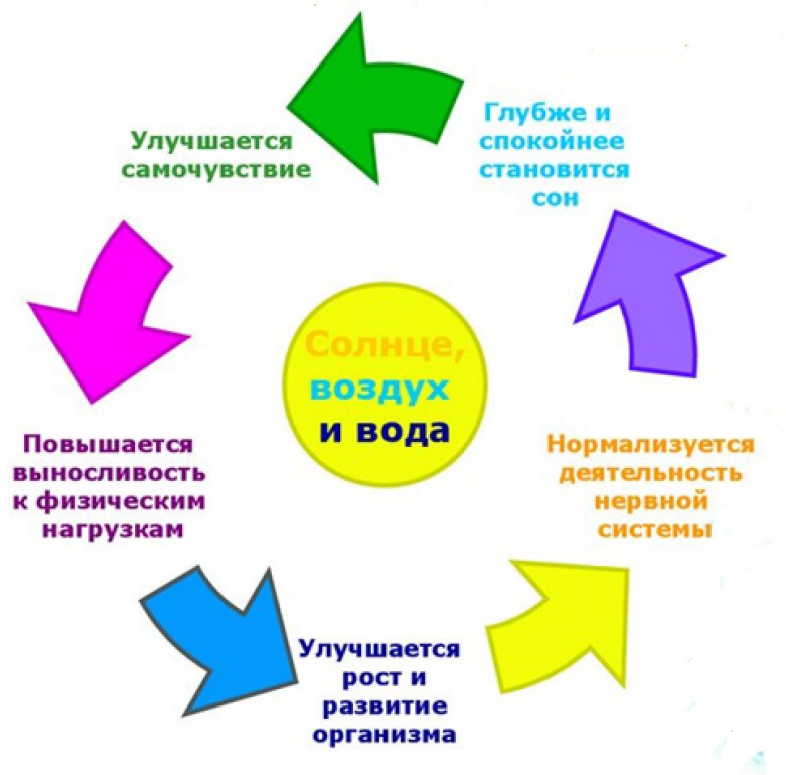 Глубже и
спокойнее
становится
сон
Улучшается
самочувствие
Солнце,
воздух
и вода
Повышается
выносливость
к физическим
нагрузкам
Нормализуется
деятельность
нервной
системы
Улучшается
рост и
развитие
организма